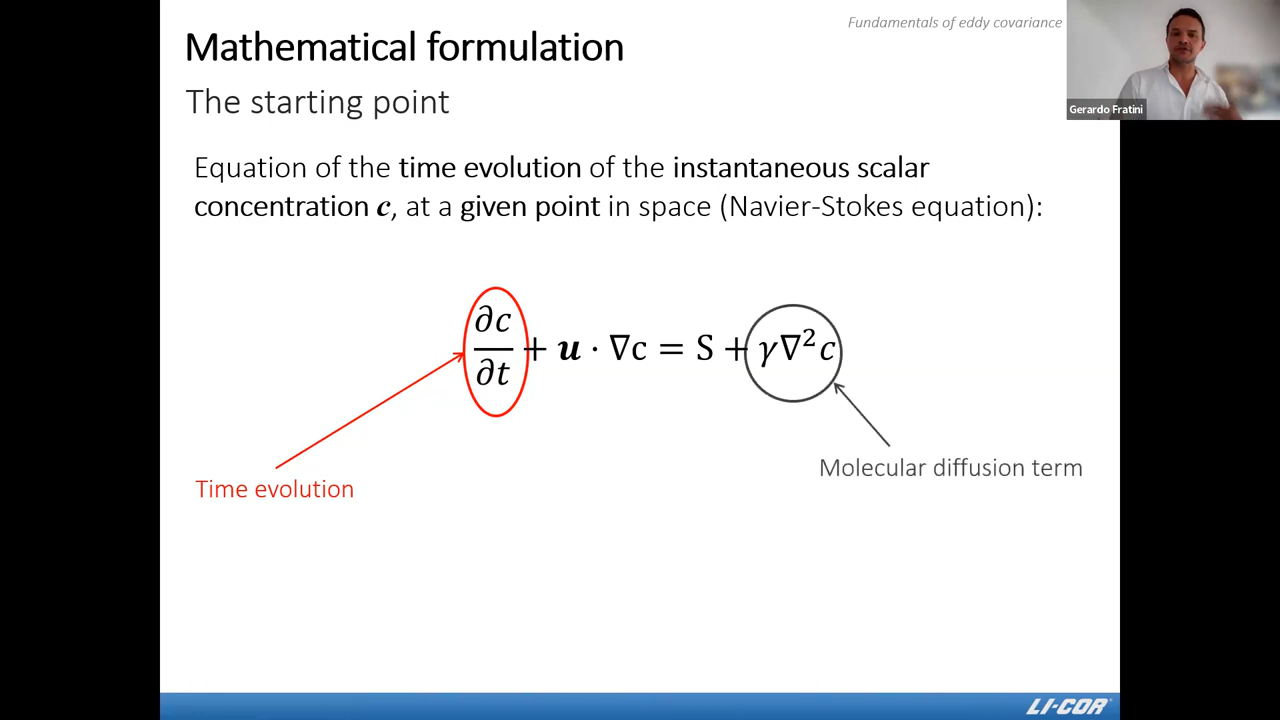 Fundamentals of eddy covariance
Mathematical formulation
Gerardo Fratini
The starting point
Equation of the time evolution of the instantaneous scalar
concentration c, at a given point in space (Navier-Stokes equation):
∂c/∂t + u · ∇c = S + γ∇²c
Molecular diffusion term
Time evolution
LI-COR